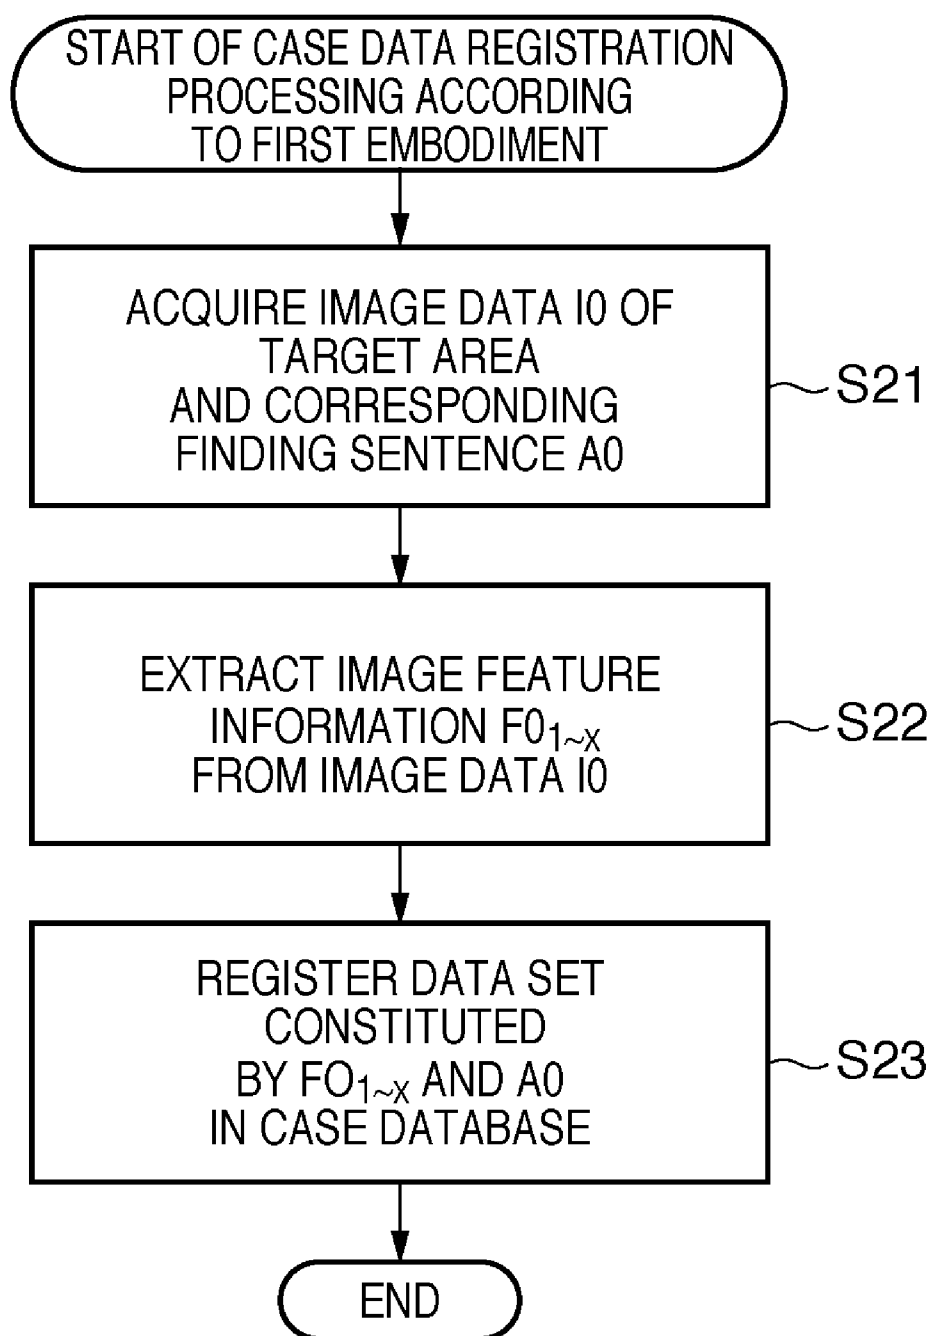 START OF CASE DATA REGISTRATION
PROCESSING ACCORDING
TO FIRST EMBODIMENT
ACQUIRE IMAGE DATA I0 OF
TARGET AREA
AND CORRESPONDING
FINDING SENTENCE A0
S21
EXTRACT IMAGE FEATURE
INFORMATION F0₁~ₓ
FROM IMAGE DATA I0
S22
REGISTER DATA SET
CONSTITUTED
BY FO₁~ₓ AND A0
IN CASE DATABASE
S23
END